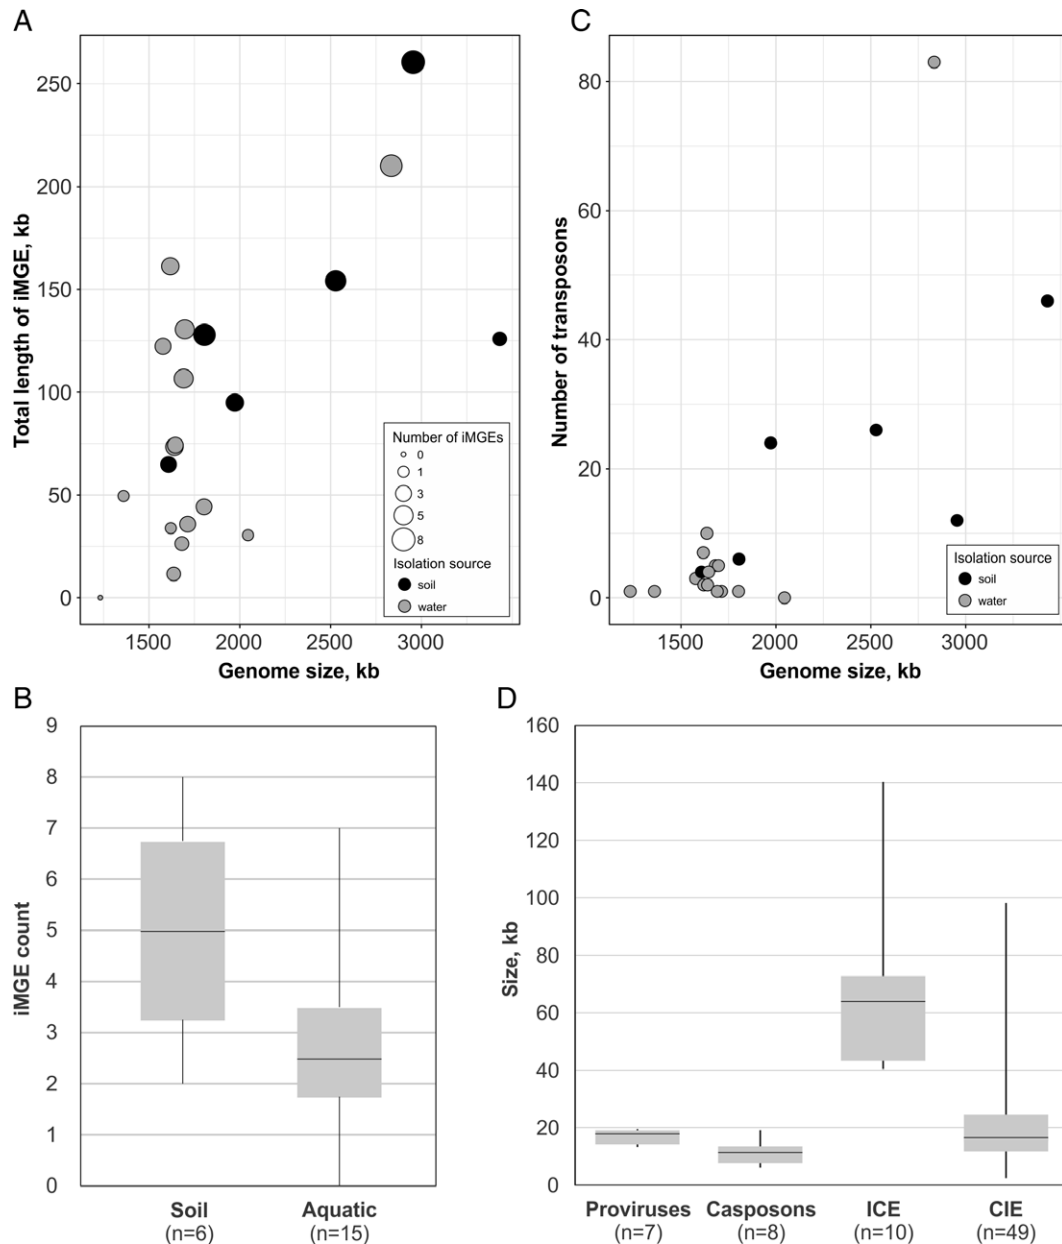 A
Total length of iMGE, kb
250
200
150
100
50
0
1500 2000 2500 3000
Genome size, kb
Number of iMGEs
0
1
3
5
8
Isolation source
soil
water
C
Number of transposons
80
60
40
20
0
1500 2000 2500 3000
Genome size, kb
Isolation source
soil
water
B
iMGE count
9
8
7
6
5
4
3
2
1
0
Soil Aquatic
(n=6) (n=15)
D
Size, kb
160
140
120
100
80
60
40
20
0
Proviruses Casposons ICE CIE
(n=7) (n=8) (n=10) (n=49)